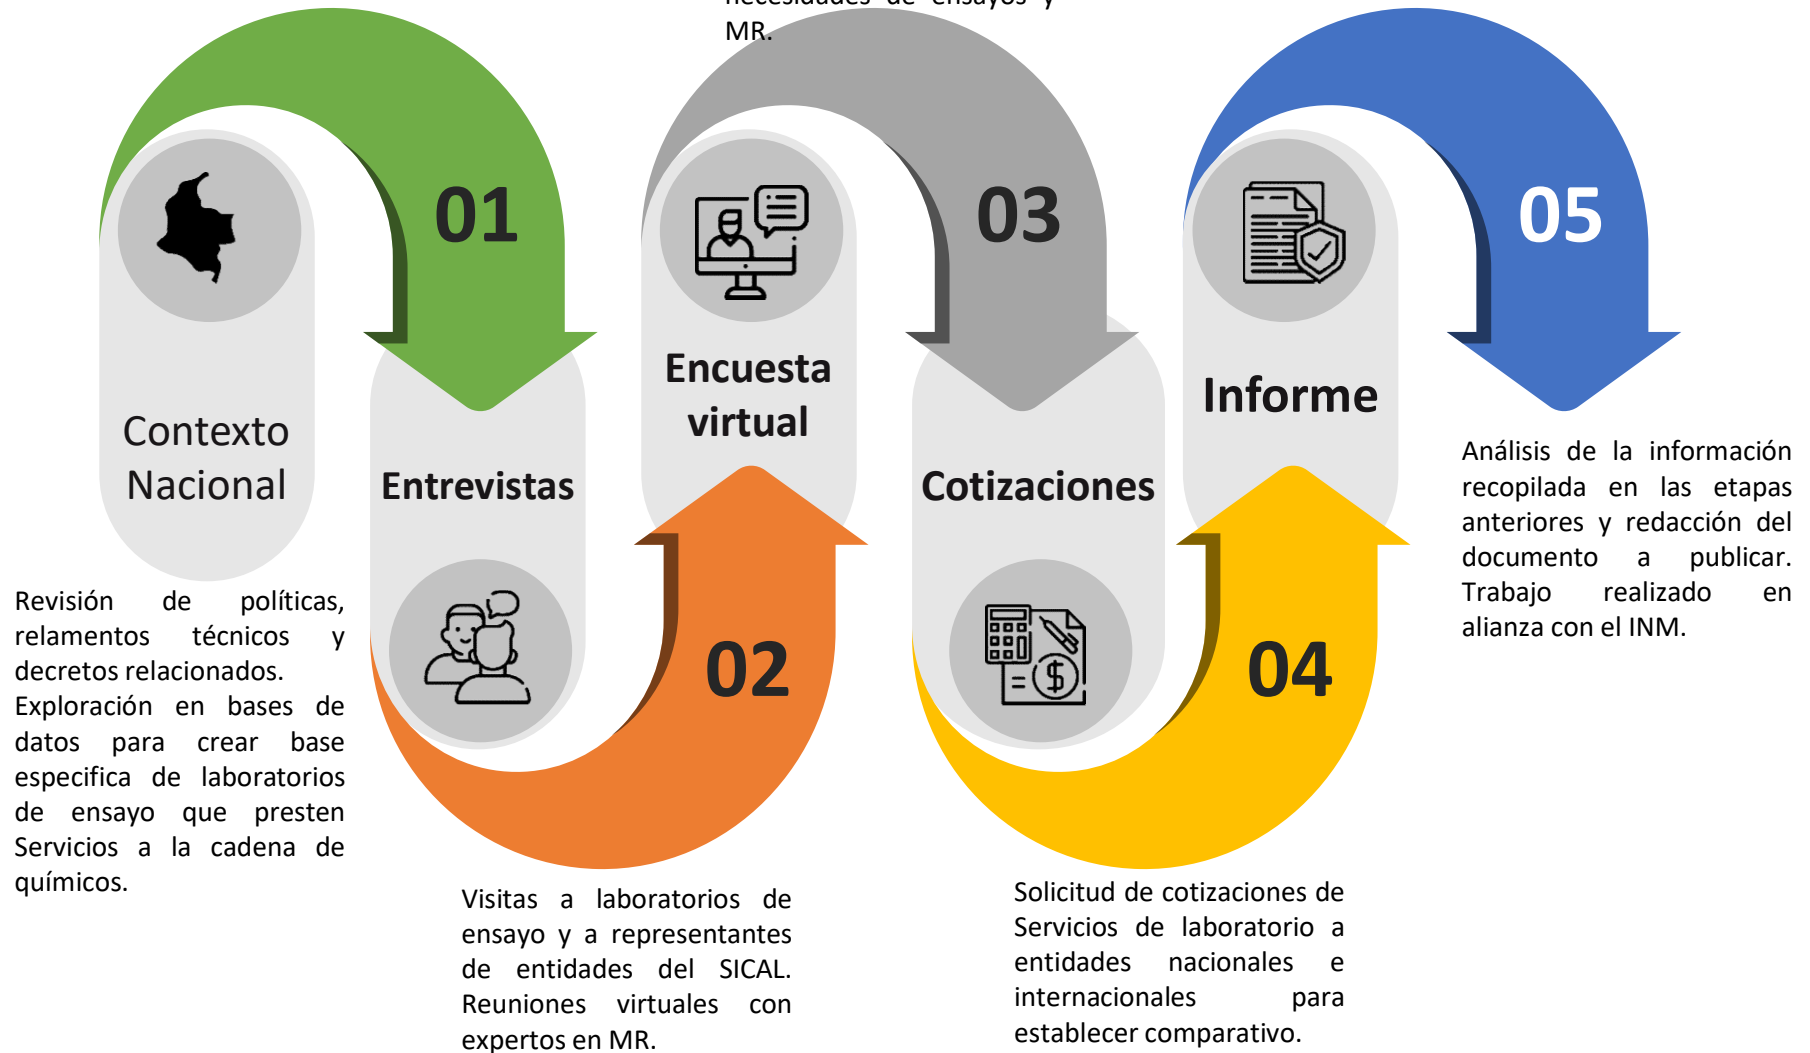 necesidades de ensayos y
MR.
01
Contexto
Nacional
Revisión de políticas,
relamentos técnicos y
decretos relacionados.
Exploración en bases de
datos para crear base
especifica de laboratorios
de ensayo que presten
Servicios a la cadena de
químicos.
Entrevistas
02
Visitas a laboratorios de
ensayo y a representantes
de entidades del SICAL.
Reuniones virtuales con
expertos en MR.
03
Encuesta
virtual
Cotizaciones
$
04
Solicitud de cotizaciones de
Servicios de laboratorio a
entidades nacionales e
internacionales para
establecer comparativo.
05
Informe
Análisis de la información
recopilada en las etapas
anteriores y redacción del
documento a publicar.
Trabajo realizado en
alianza con el INM.